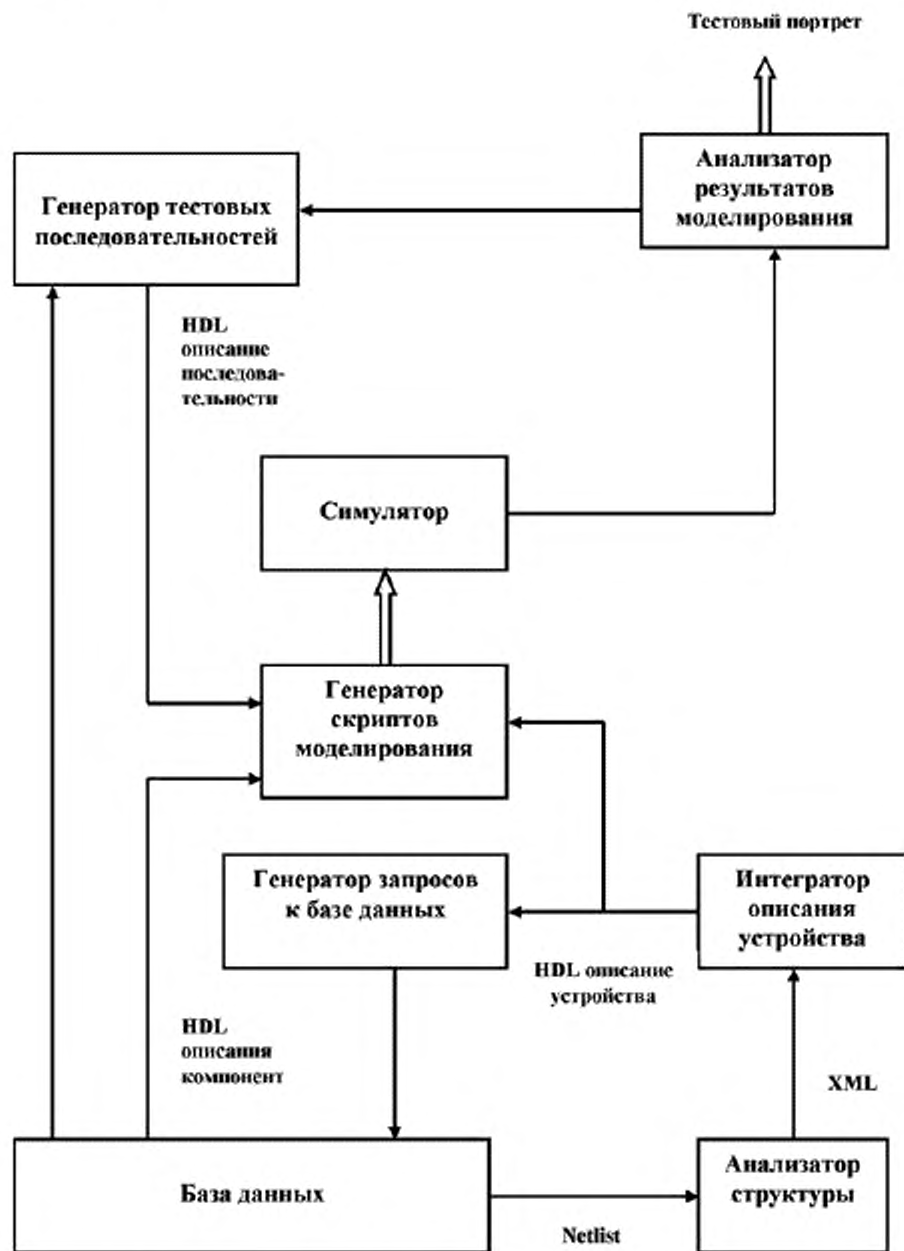 Тестовый портрет
Анализатор
результатов
моделирования
Генератор тестовых
последовательностей
HDL
описание
последова-
тельности
Симулятор
Генератор
скриптов
моделирования
Генератор запросов
к базе данных
Интегратор
описания
устройства
HDL описание
устройства
HDL
описания
компонент
XML
База данных
Анализатор
структуры
Netlist